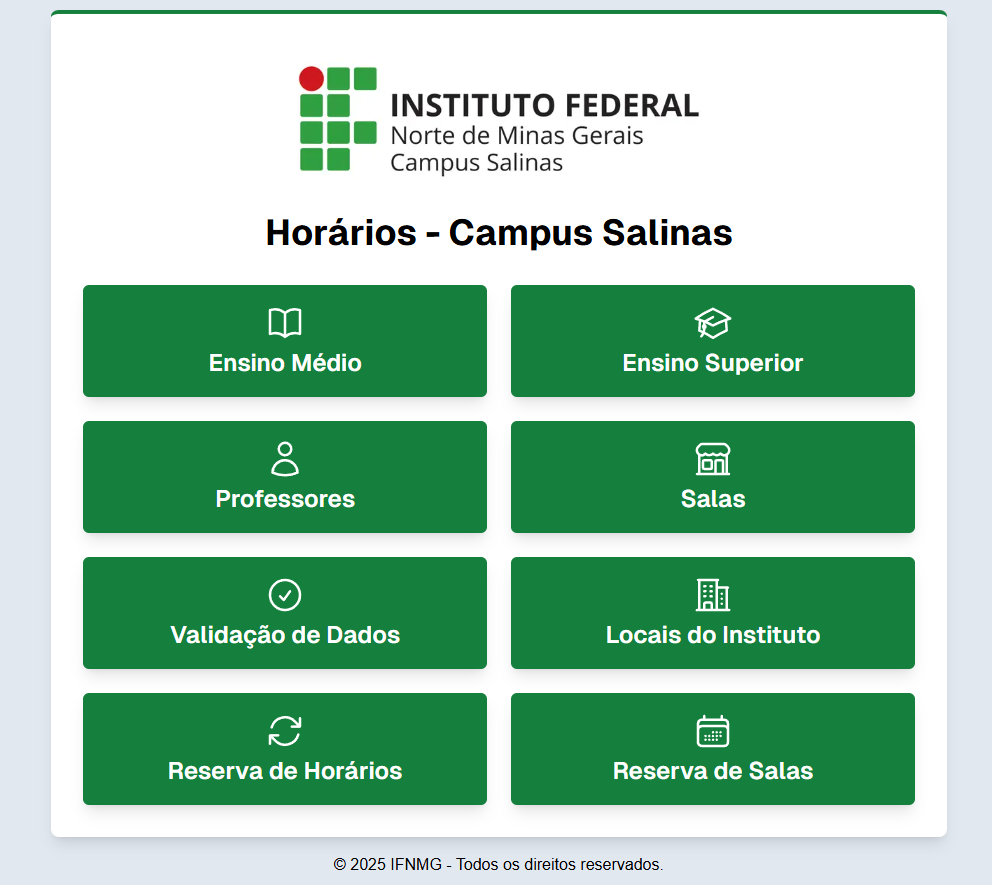 INSTITUTO FEDERAL
Norte de Minas Gerais
Campus Salinas
Horários - Campus Salinas
Ensino Médio
Ensino Superior
Professores
Salas
Validação de Dados
Locais do Instituto
Reserva de Horários
Reserva de Salas
© 2025 IFNMG - Todos os direitos reservados.